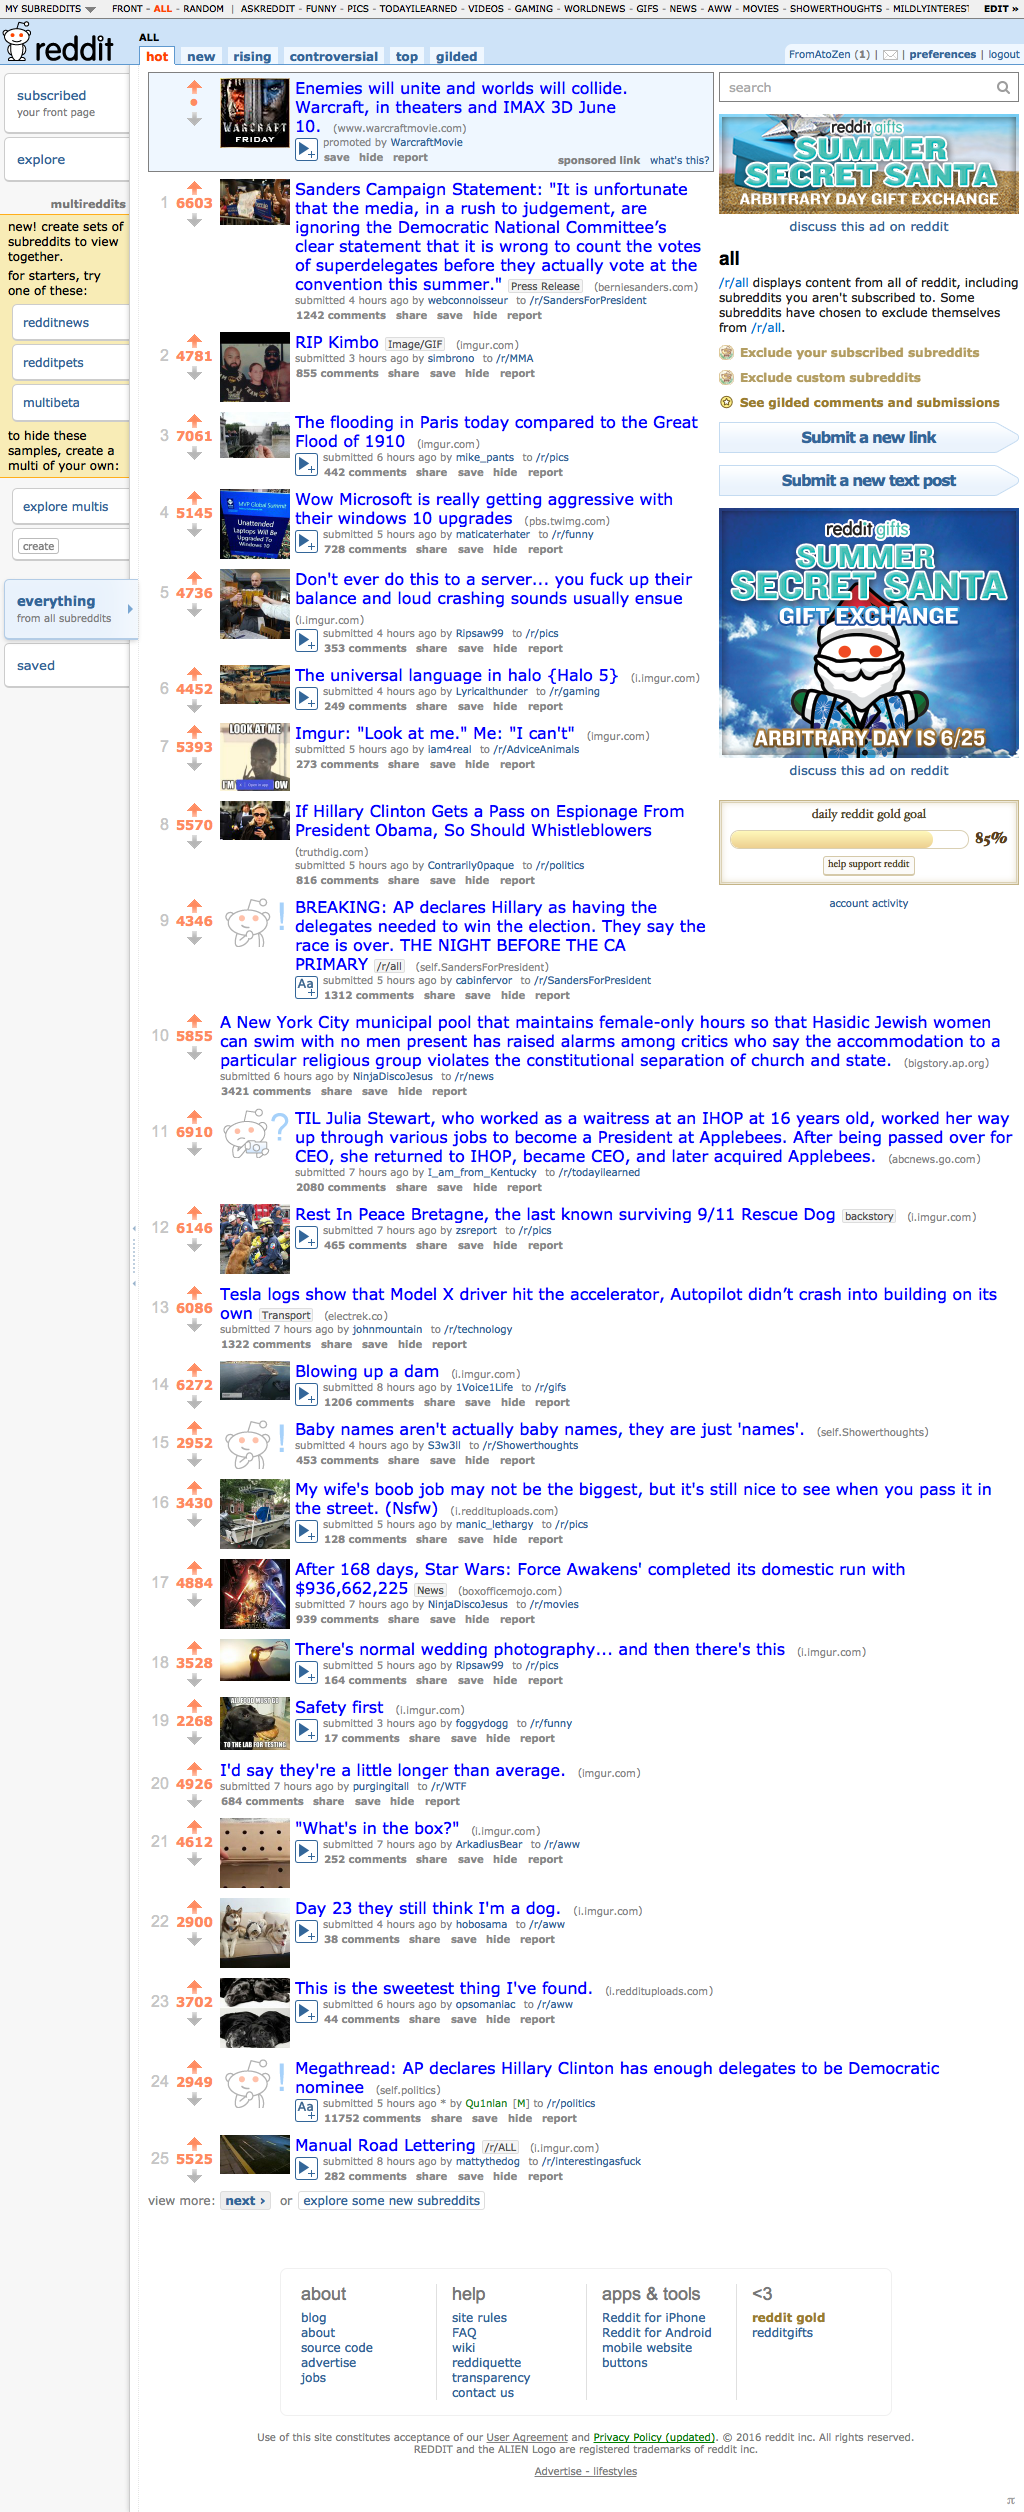 MY SUBREDDITS FRONT - ALL - RANDOM | ASKREDDIT - FUNNY - PICS - TODAYILEARNED - VIDEOS - GAMING - WORLDNEWS - GIFS - NEWS - AWW - MOVIES - SHOWERTHOUGHTS - MILDLYINTEREST EDIT »
reddit ALL
hot new rising controversial top gilded
FromAtoZen (1) | preferences | logout
subscribed
your front page
explore
multireddits
new! create sets of
subreddits to view
together.
for starters, try
one of these:
redditnews
redditpets
multibeta
to hide these
samples, create a
multi of your own:
explore multis
create
everything
from all subreddits
saved
WARCRAFT
FRIDAY
Enemies will unite and worlds will collide.
Warcraft, in theaters and IMAX 3D June
10. (www.warcraftmovie.com)
promoted by WarcraftMovie
save hide report
sponsored link what's this?
1 6603
Sanders Campaign Statement: "It is unfortunate
that the media, in a rush to judgement, are
ignoring the Democratic National Committee’s
clear statement that it is wrong to count the votes
of superdelegates before they actually vote at the
convention this summer." Press Release (berniesanders.com)
submitted 4 hours ago by webconnoisseur to /r/SandersForPresident
1242 comments share save hide report
2 4781
RIP Kimbo Image/GIF (imgur.com)
submitted 3 hours ago by simbrono to /r/MMA
855 comments share save hide report
3 7061
The flooding in Paris today compared to the Great
Flood of 1910 (imgur.com)
submitted 6 hours ago by mike_pants to /r/pics
442 comments share save hide report
4 5145
MVP Global Summit
Unattended
Laptops Will Be
Upgraded To
Windows 10
Wow Microsoft is really getting aggressive with
their windows 10 upgrades (pbs.twimg.com)
submitted 5 hours ago by maticaterhater to /r/funny
728 comments share save hide report
5 4736
Don't ever do this to a server... you fuck up their
balance and loud crashing sounds usually ensue
(i.imgur.com)
submitted 4 hours ago by Ripsaw99 to /r/pics
353 comments share save hide report
6 4452
The universal language in halo {Halo 5} (i.imgur.com)
submitted 4 hours ago by Lyricalthunder to /r/gaming
249 comments share save hide report
7 5393
LOOK AT ME
Imgur: "Look at me." Me: "I can't" (imgur.com)
submitted 5 hours ago by iam4real to /r/AdviceAnimals
273 comments share save hide report
8 5570
If Hillary Clinton Gets a Pass on Espionage From
President Obama, So Should Whistleblowers
(truthdig.com)
submitted 5 hours ago by Contrarily0paque to /r/politics
816 comments share save hide report
9 4346
BREAKING: AP declares Hillary as having the
delegates needed to win the election. They say the
race is over. THE NIGHT BEFORE THE CA
PRIMARY /r/all (self.SandersForPresident)
submitted 5 hours ago by cabinfervor to /r/SandersForPresident
1312 comments share save hide report
10 5855
A New York City municipal pool that maintains female-only hours so that Hasidic Jewish women
can swim with no men present has raised alarms among critics who say the accommodation to a
particular religious group violates the constitutional separation of church and state. (bigstory.ap.org)
submitted 6 hours ago by NinjaDiscoJesus to /r/news
3421 comments share save hide report
11 6910
TIL Julia Stewart, who worked as a waitress at an IHOP at 16 years old, worked her way
up through various jobs to become a President at Applebees. After being passed over for
CEO, she returned to IHOP, became CEO, and later acquired Applebees. (abcnews.go.com)
submitted 7 hours ago by I_am_from_Kentucky to /r/todayilearned
2080 comments share save hide report
12 6146
Rest In Peace Bretagne, the last known surviving 9/11 Rescue Dog backstory (i.imgur.com)
submitted 7 hours ago by zsreport to /r/pics
465 comments share save hide report
13 6086
Tesla logs show that Model X driver hit the accelerator, Autopilot didn’t crash into building on its
own Transport (electrek.co)
submitted 7 hours ago by johnmountain to /r/technology
1322 comments share save hide report
14 6272
Blowing up a dam (i.imgur.com)
submitted 8 hours ago by 1Voice1Life to /r/gifs
1206 comments share save hide report
15 2952
Baby names aren't actually baby names, they are just 'names'. (self.Showerthoughts)
submitted 4 hours ago by S3w3ll to /r/Showerthoughts
453 comments share save hide report
16 3430
My wife's boob job may not be the biggest, but it's still nice to see when you pass it in
the street. (Nsfw) (i.reddituploads.com)
submitted 5 hours ago by manic_lethargy to /r/pics
128 comments share save hide report
17 4884
After 168 days, Star Wars: Force Awakens' completed its domestic run with
$936,662,225 News (boxofficemojo.com)
submitted 7 hours ago by NinjaDiscoJesus to /r/movies
939 comments share save hide report
18 3528
There's normal wedding photography... and then there's this (i.imgur.com)
submitted 5 hours ago by Ripsaw99 to /r/pics
164 comments share save hide report
19 2268
ALL FOOD MUST GO
TO THE LAB FOR TESTING
Safety first (i.imgur.com)
submitted 3 hours ago by foggydogg to /r/funny
17 comments share save hide report
20 4926
I'd say they're a little longer than average. (imgur.com)
submitted 7 hours ago by purgingitall to /r/WTF
684 comments share save hide report
21 4612
"What's in the box?" (i.imgur.com)
submitted 7 hours ago by ArkadiusBear to /r/aww
252 comments share save hide report
22 2900
Day 23 they still think I'm a dog. (i.imgur.com)
submitted 4 hours ago by hobosama to /r/aww
38 comments share save hide report
23 3702
This is the sweetest thing I've found. (i.reddituploads.com)
submitted 6 hours ago by opsomaniac to /r/aww
44 comments share save hide report
24 2949
Megathread: AP declares Hillary Clinton has enough delegates to be Democratic
nominee (self.politics)
submitted 5 hours ago * by Qu1nlan [M] to /r/politics
11752 comments share save hide report
25 5525
Manual Road Lettering /r/ALL (i.imgur.com)
submitted 8 hours ago by mattythedog to /r/interestingasfuck
282 comments share save hide report
view more: next › or explore some new subreddits
search
reddit gifts
SUMMER
SECRET SANTA
ARBITRARY DAY GIFT EXCHANGE
discuss this ad on reddit
all
/r/all displays content from all of reddit, including
subreddits you aren't subscribed to. Some
subreddits have chosen to exclude themselves
from /r/all.
Exclude your subscribed subreddits
Exclude custom subreddits
See gilded comments and submissions
Submit a new link
Submit a new text post
reddit gifts
SUMMER
SECRET SANTA
GIFT EXCHANGE
ARBITRARY DAY IS 6/25
discuss this ad on reddit
daily reddit gold goal
85%
help support reddit
account activity
about
blog
about
source code
advertise
jobs
help
site rules
FAQ
wiki
reddiquette
transparency
contact us
apps & tools
Reddit for iPhone
Reddit for Android
mobile website
buttons
<3
reddit gold
redditgifts
Use of this site constitutes acceptance of our User Agreement and Privacy Policy (updated). © 2016 reddit inc. All rights reserved.
REDDIT and the ALIEN Logo are registered trademarks of reddit inc.
Advertise - lifestyles
π